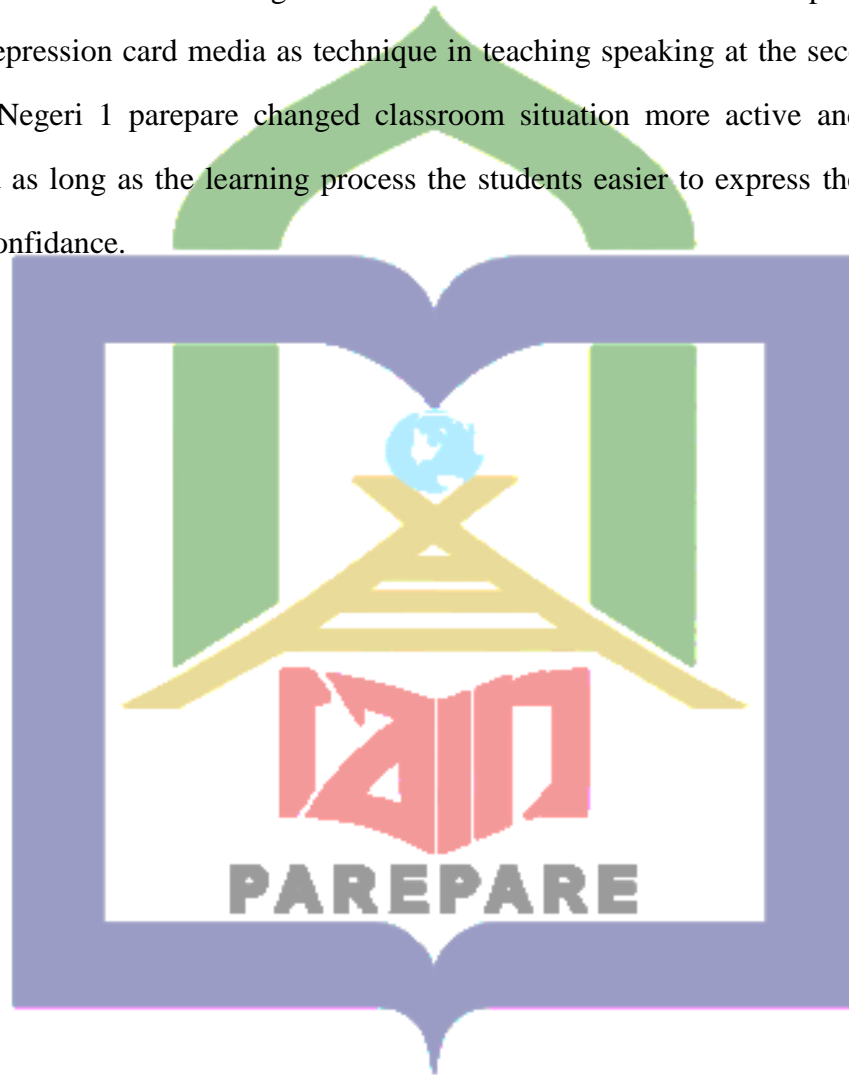 epression card media as technique in teaching speaking at the sec
Negeri 1 parepare changed classroom situation more active and
as long as the learning process the students easier to express the
onfidance.
iain
PAREPARE